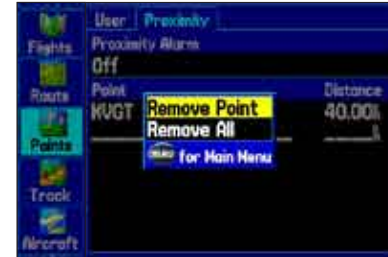 User Proximity
Flights
Proximity Alarm
Off
Route
Point Distance
KVGT 40.00
Remove Point
Remove All
MENU for Main Menu
Points
Track
Aircraft